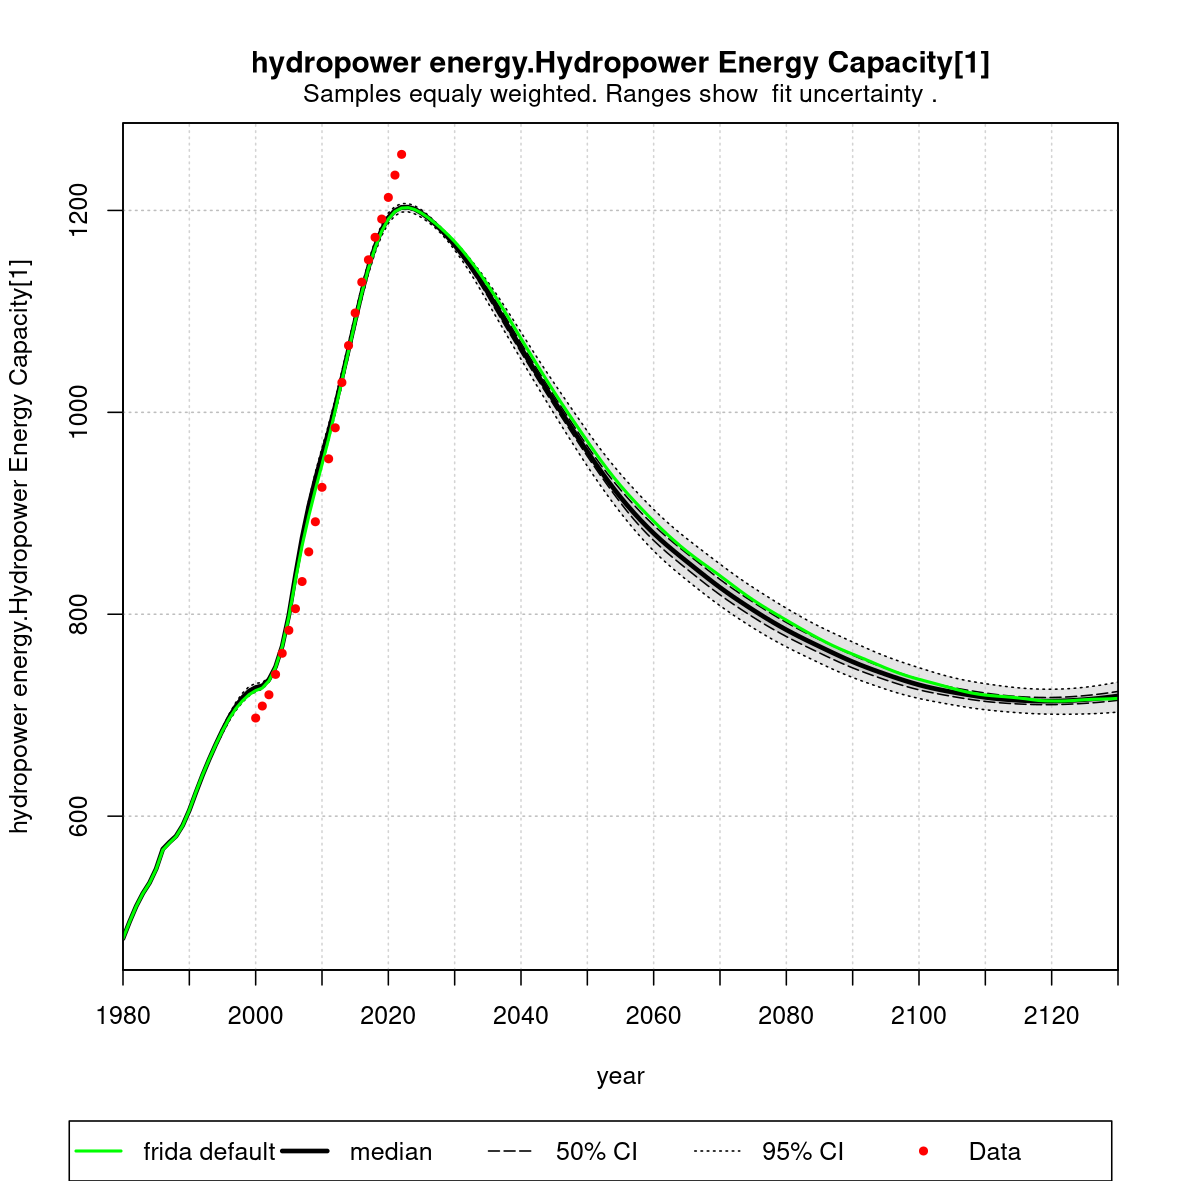 hydropower energy.Hydropower Energy Capacity[1]
Samples equaly weighted. Ranges show  fit uncertainty .
hydropower energy.Hydropower Energy Capacity[1]
1200
1000
800
600
1980 2000 2020 2040 2060 2080 2100 2120
year
frida default median 50% CI 95% CI Data